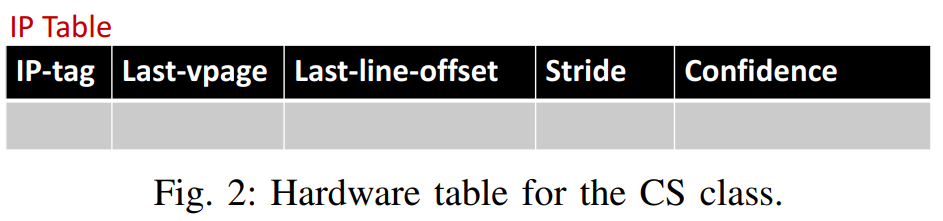 IP Table
IP-tag Last-vpage Last-line-offset Stride Confidence
Fig. 2: Hardware table for the CS class.